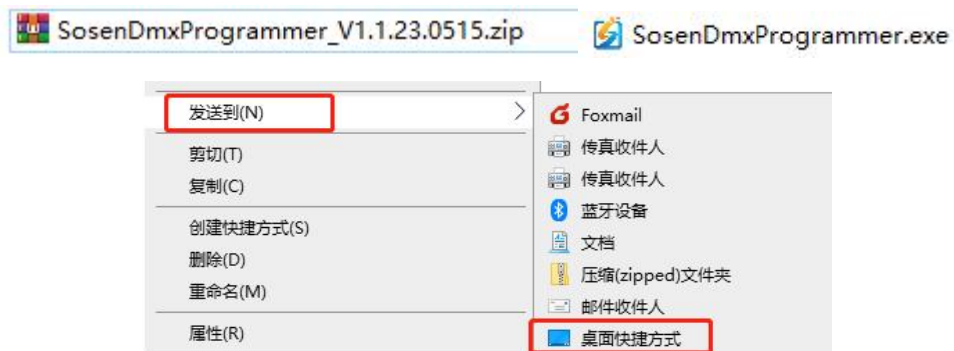 SosenDmxProgrammer_V1.1.23.0515.zip
SosenDmxProgrammer.exe
发送到(N)
剪切(T)
复制(C)
创建快捷方式(S)
删除(D)
重命名(M)
属性(R)
Foxmail
传真收件人
传真收件人
蓝牙设备
文档
压缩(zipped)文件夹
邮件收件人
桌面快捷方式